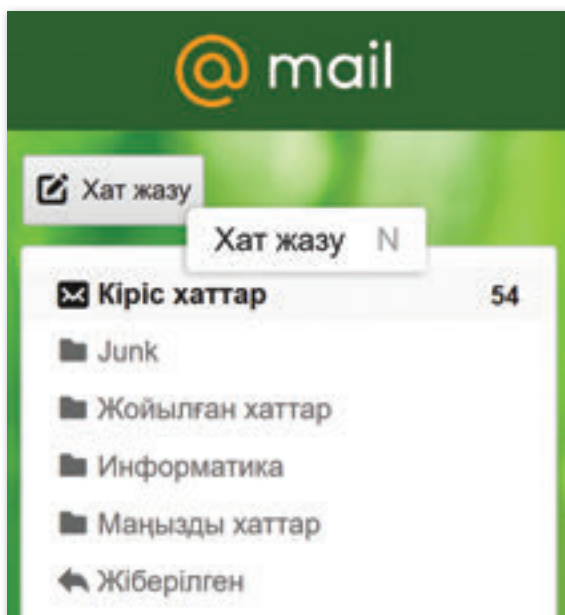 @ mail
Хат жазу
Хат жазу N
Кіріс хаттар 54
Junk
Жойылған хаттар
Информатика
Маңызды хаттар
Жіберілген